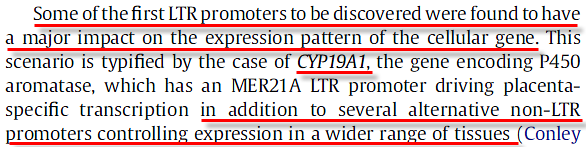 Some of the first LTR promoters to be discovered were found to have
a major impact on the expression pattern of the cellular gene. This
scenario is typified by the case of CYP19A1, the gene encoding P450
aromatase, which has an MER21A LTR promoter driving placenta-
specific transcription in addition to several alternative non-LTR
promoters controlling expression in a wider range of tissues (Conley